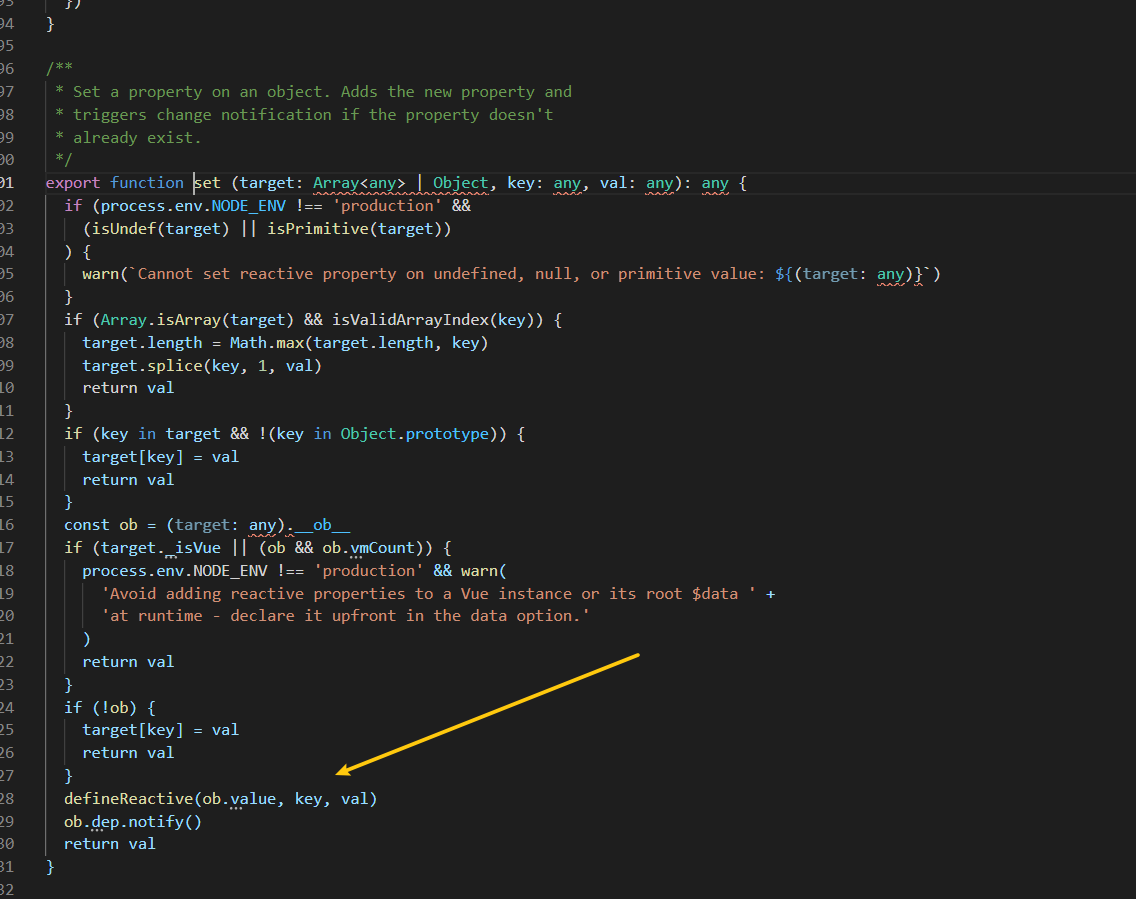 93 })
94 }
95
96 /**
97 * Set a property on an object. Adds the new property and
98 * triggers change notification if the property doesn't
99 * already exist.
00 */
01 export function set (target: Array<any> | Object, key: any, val: any): any {
02 if (process.env.NODE_ENV !== 'production' &&
03 (isUndef(target) || isPrimitive(target))
04 ) {
05 warn(`Cannot set reactive property on undefined, null, or primitive value: ${(target: any)}`)
06 }
07 if (Array.isArray(target) && isValidArrayIndex(key)) {
08 target.length = Math.max(target.length, key)
09 target.splice(key, 1, val)
10 return val
11 }
12 if (key in target && !(key in Object.prototype)) {
13 target[key] = val
14 return val
15 }
16 const ob = (target: any).__ob__
17 if (target._isVue || (ob && ob.vmCount)) {
18 process.env.NODE_ENV !== 'production' && warn(
19 'Avoid adding reactive properties to a Vue instance or its root $data ' +
20 'at runtime - declare it upfront in the data option.'
21 )
22 return val
23 }
24 if (!ob) {
25 target[key] = val
26 return val
27 }
28 defineReactive(ob.value, key, val)
29 ob.dep.notify()
30 return val
31 }
32